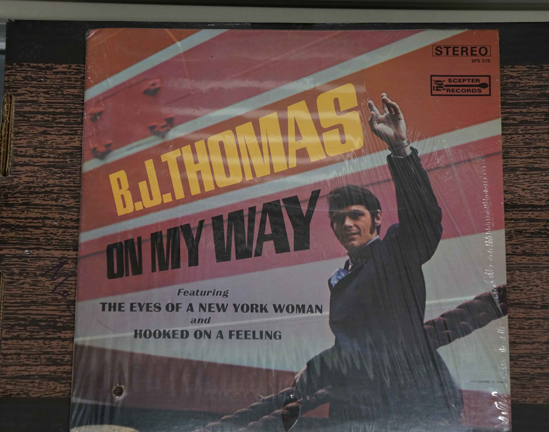 STEREO
SCEPTER
RECORDS
B.J. THOMAS
ON MY WAY
Featuring
THE EYES OF A NEW YORK WOMAN
and
HOOKED ON A FEELING